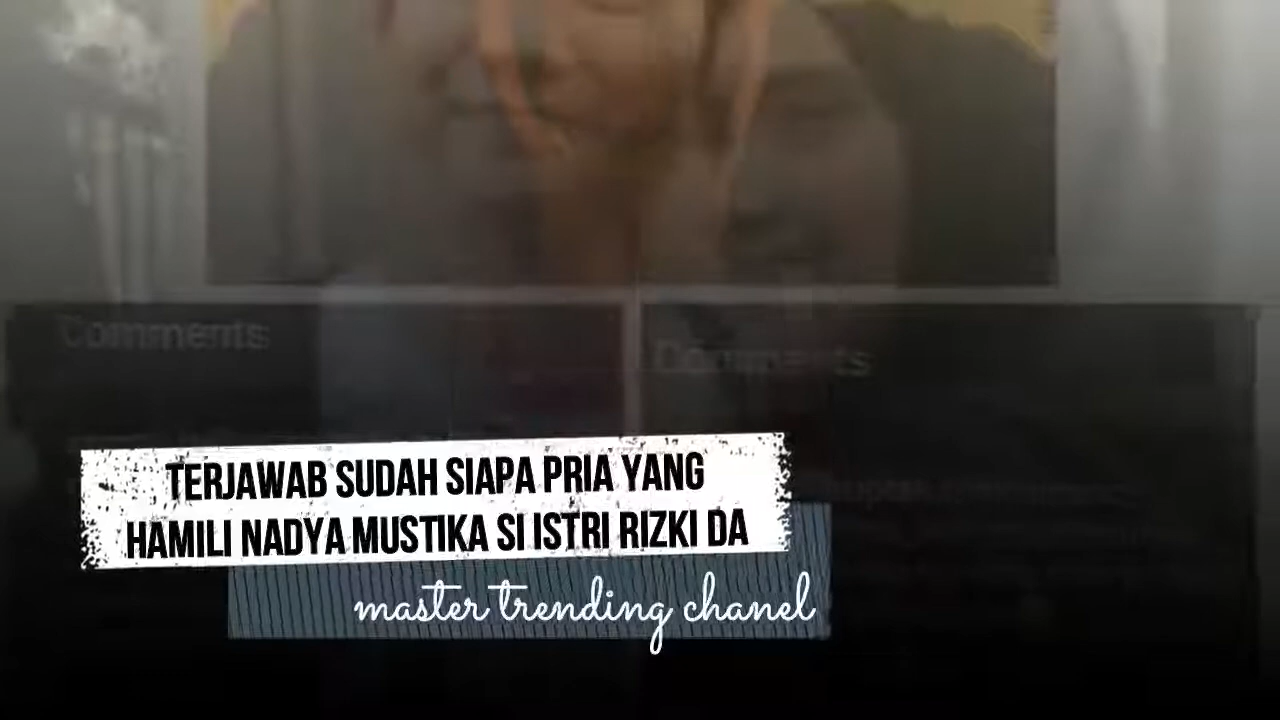 Comments
Comments
TERJAWAB SUDAH SIAPA PRIA YANG
HAMILI NADYA MUSTIKA SI ISTRI RIZKI DA
master trending chanel